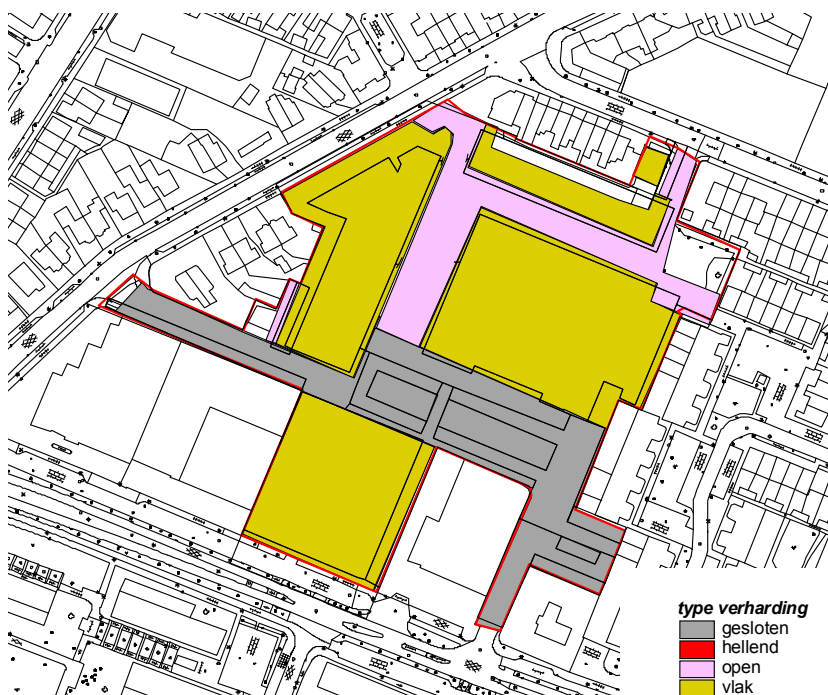 type verharding
gesloten
hellend
open
vlak